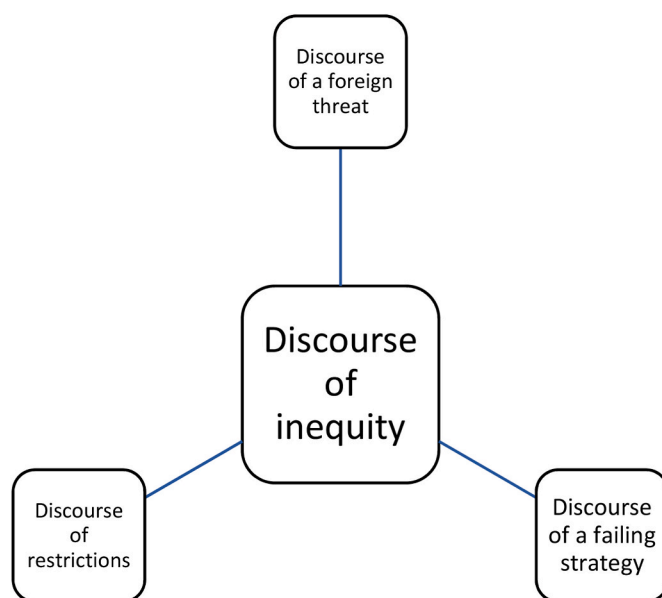 Discourse
of a foreign
threat
Discourse
of
inequity
Discourse
of
restrictions
Discourse
of a failing
strategy